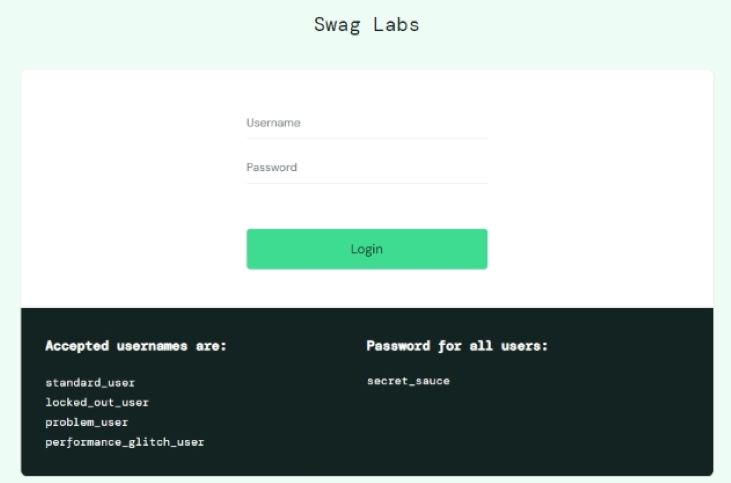 Swag Labs
Username
Password
Login
Accepted usernames are:
standard_user
locked_out_user
problem_user
performance_glitch_user
Password for all users:
secret_sauce